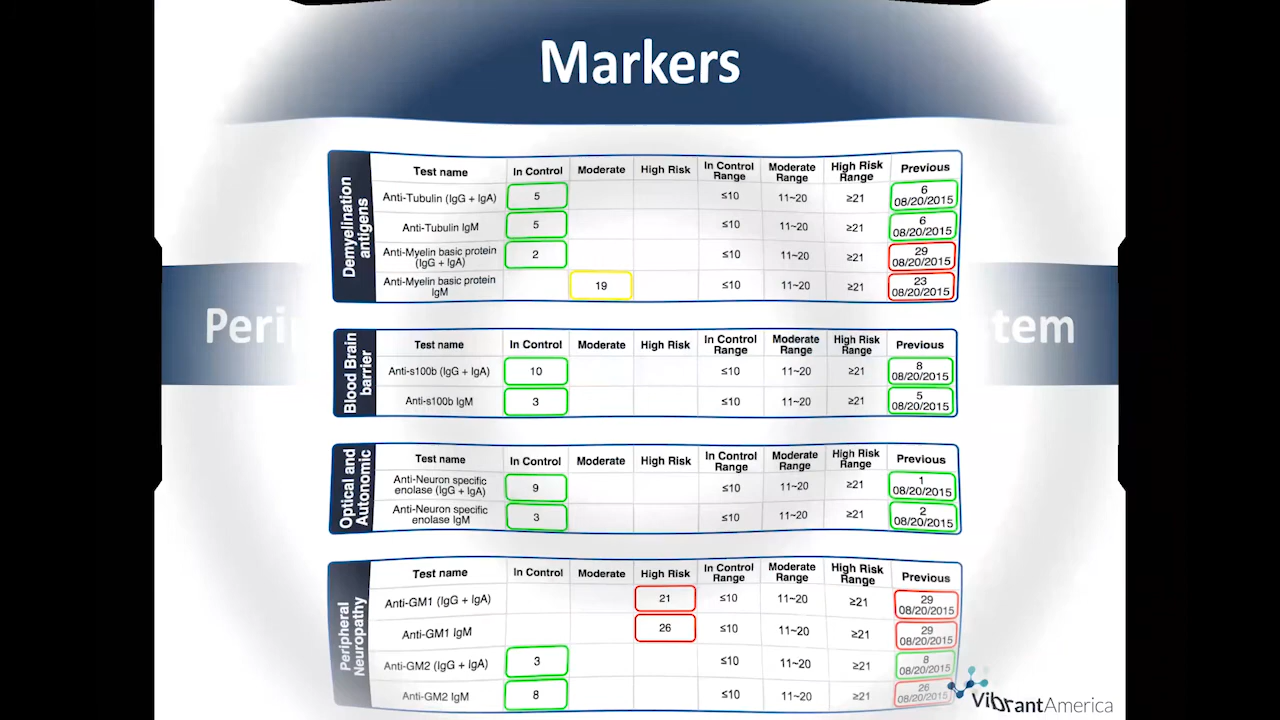 Markers
Demyelination antigens
Test name In Control Moderate High Risk In Control Range Moderate Range High Risk Range Previous
Anti-Tubulin (IgG + IgA) 5 ≤10 11~20 ≥21 6 08/20/2015
Anti-Tubulin IgM 5 ≤10 11~20 ≥21 6 08/20/2015
Anti-Myelin basic protein (IgG + IgA) 2 ≤10 11~20 ≥21 29 08/20/2015
Anti-Myelin basic protein IgM 19 ≤10 11~20 ≥21 23 08/20/2015
Peri tem
Blood Brain barrier
Test name In Control Moderate High Risk In Control Range Moderate Range High Risk Range Previous
Anti-s100b (IgG + IgA) 10 ≤10 11~20 ≥21 8 08/20/2015
Anti-s100b IgM 3 ≤10 11~20 ≥21 5 08/20/2015
Optical and Autonomic
Test name In Control Moderate High Risk In Control Range Moderate Range High Risk Range Previous
Anti-Neuron specific enolase (IgG + IgA) 9 ≤10 11~20 ≥21 1 08/20/2015
Anti-Neuron specific enolase IgM 3 ≤10 11~20 ≥21 2 08/20/2015
Peripheral Neuropathy
Test name In Control Moderate High Risk In Control Range Moderate Range High Risk Range Previous
Anti-GM1 (IgG + IgA) 21 ≤10 11~20 ≥21 29 08/20/2015
Anti-GM1 IgM 26 ≤10 11~20 ≥21 29 08/20/2015
Anti-GM2 (IgG + IgA) 3 ≤10 11~20 ≥21 8 08/20/2015
Anti-GM2 IgM 8 ≤10 11~20 ≥21 26 08/20/2015
VibrantAmerica